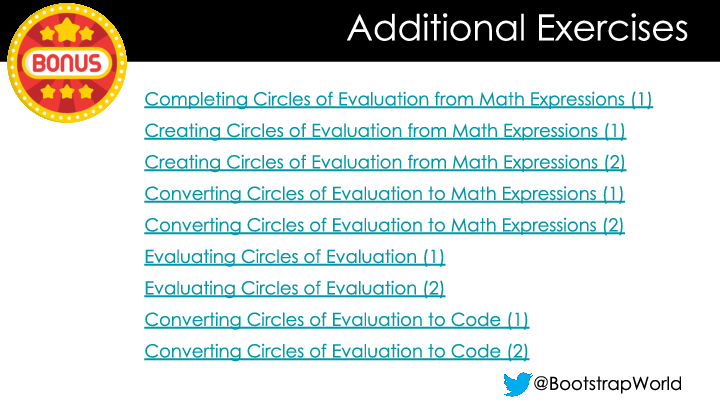 Additional Exercises
BONUS
Completing Circles of Evaluation from Math Expressions (1)
Creating Circles of Evaluation from Math Expressions (1)
Creating Circles of Evaluation from Math Expressions (2)
Converting Circles of Evaluation to Math Expressions (1)
Converting Circles of Evaluation to Math Expressions (2)
Evaluating Circles of Evaluation (1)
Evaluating Circles of Evaluation (2)
Converting Circles of Evaluation to Code (1)
Converting Circles of Evaluation to Code (2)
@BootstrapWorld